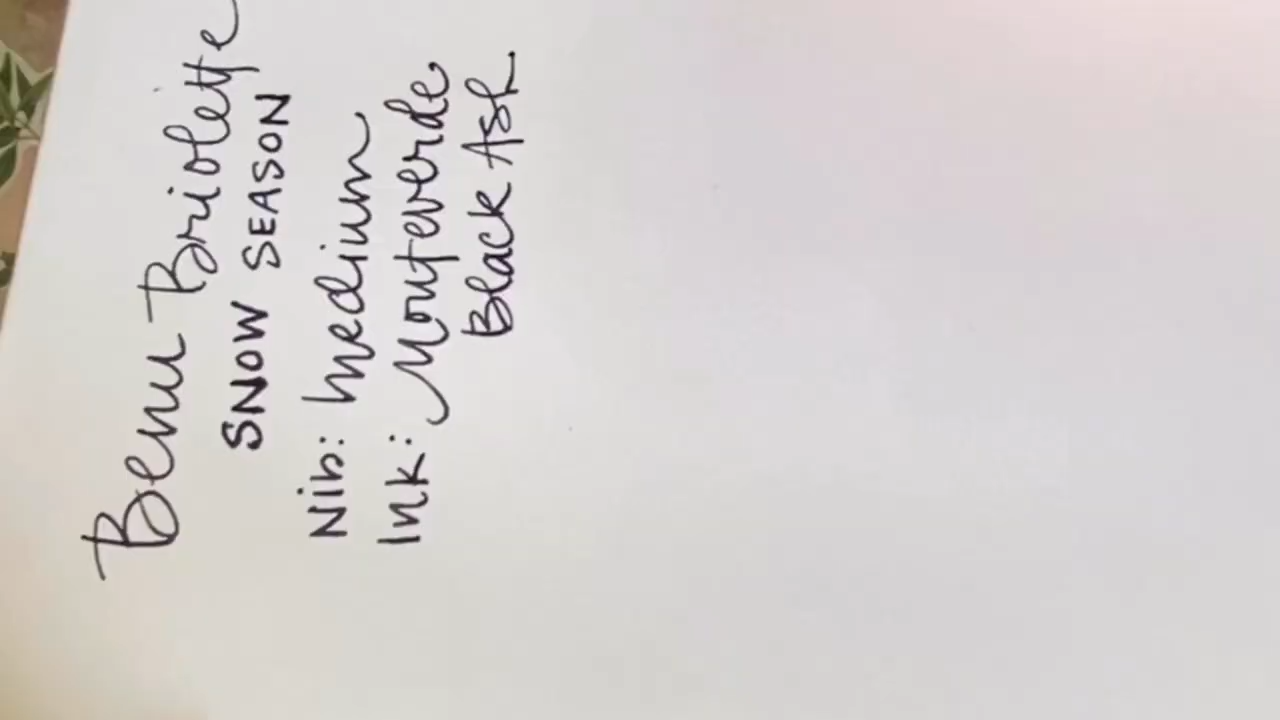 Benu Briolette
SNOW SEASON
Nib: Medium
Ink: Monteverde
Black Ash